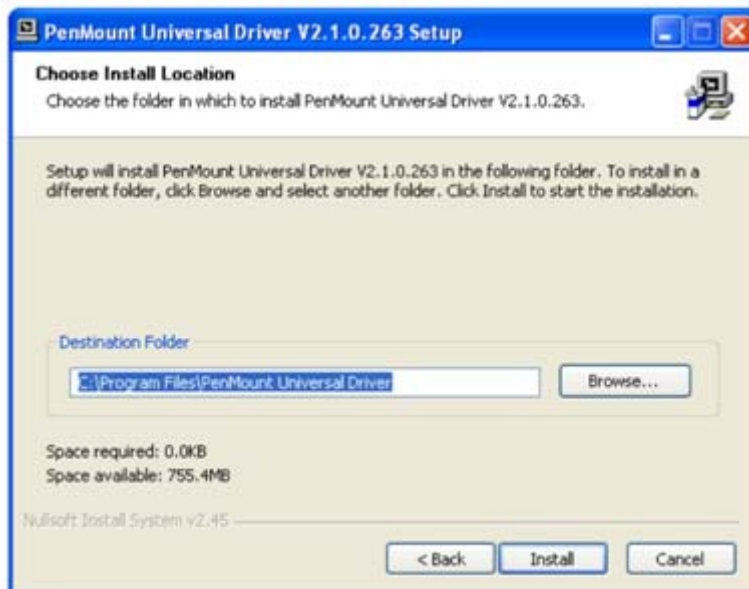 PenMount Universal Driver V2.1.0.263 Setup
Choose Install Location
Choose the folder in which to install PenMount Universal Driver V2.1.0.263.
Setup will install PenMount Universal Driver V2.1.0.263 in the following folder. To install in a
different folder, click Browse and select another folder. Click Install to start the installation.
Destination Folder
C:\Program Files\PenMount Universal Driver
Browse...
Space required: 0.0KB
Space available: 755.4MB
Nullsoft Install System v2.45
< Back
Install
Cancel